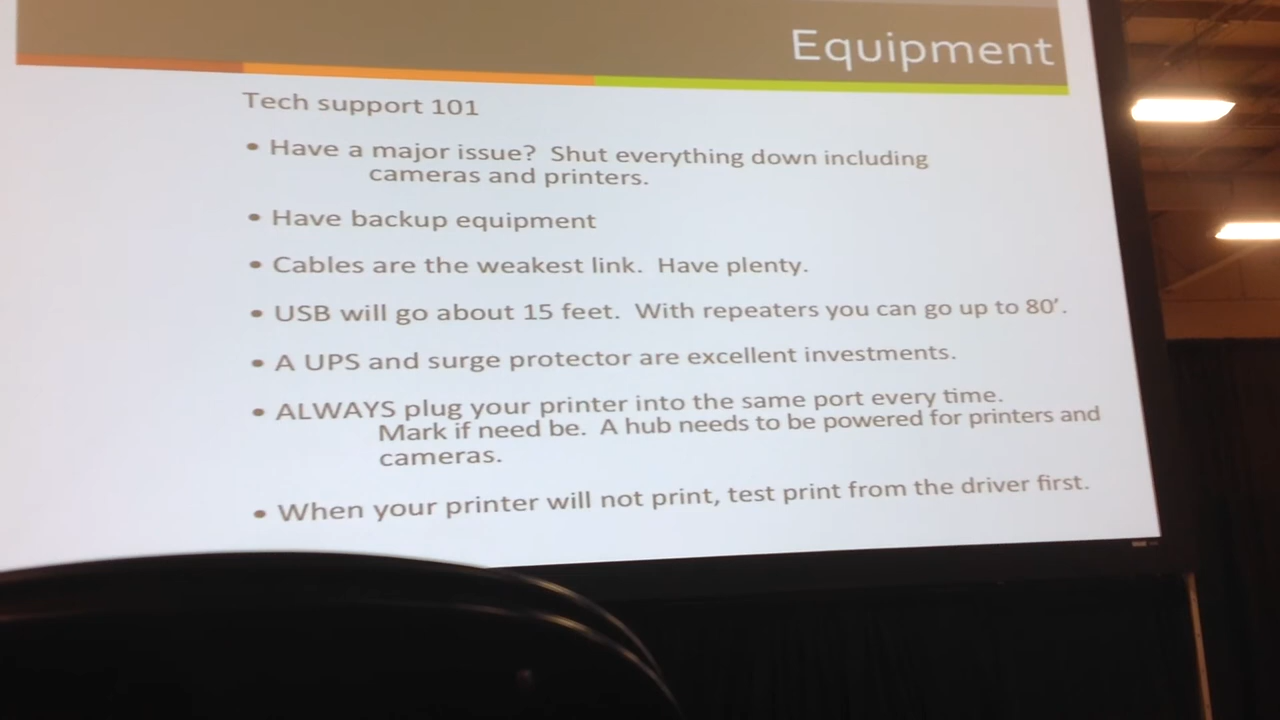 Equipment
Tech support 101
• Have a major issue?  Shut everything down including
cameras and printers.
• Have backup equipment
• Cables are the weakest link.  Have plenty.
• USB will go about 15 feet.  With repeaters you can go up to 80’.
• A UPS and surge protector are excellent investments.
• ALWAYS plug your printer into the same port every time.
Mark if need be.  A hub needs to be powered for printers and
cameras.
• When your printer will not print, test print from the driver first.